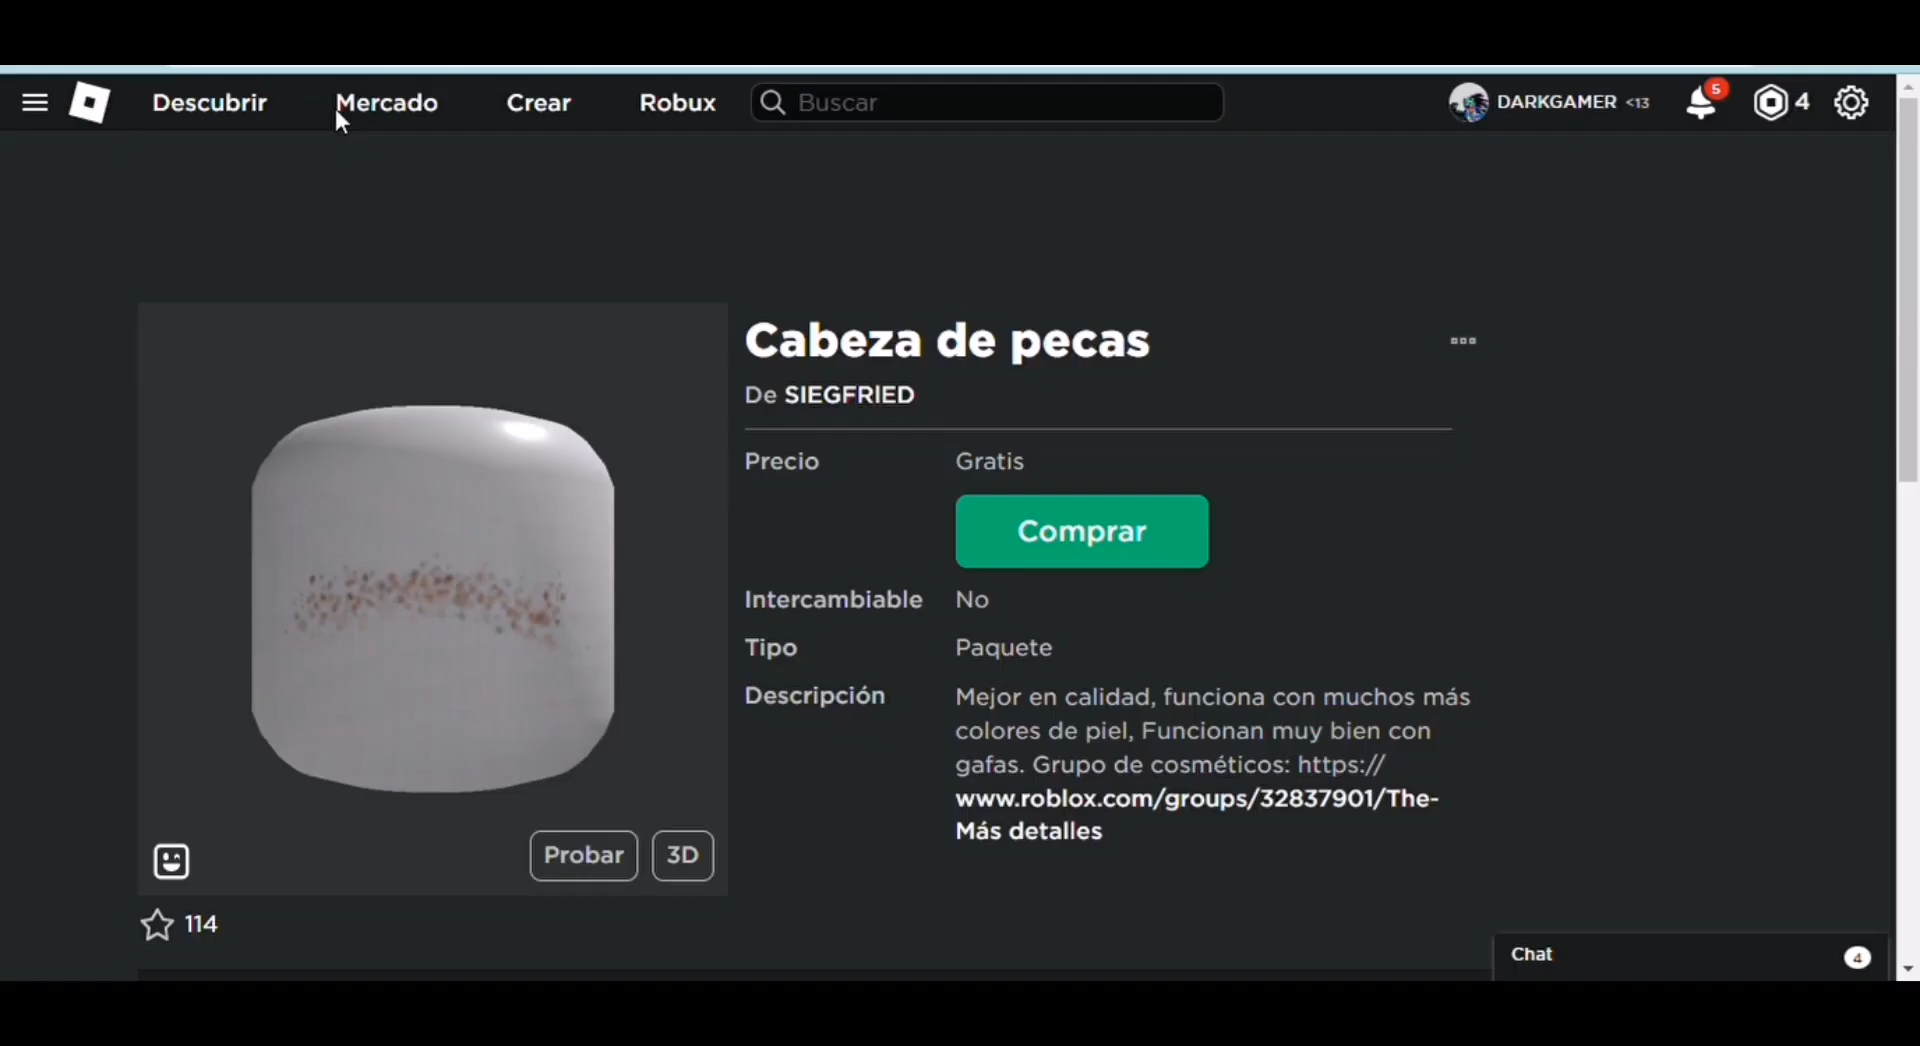 Descubrir
Mercado
Crear
Robux
Buscar
DARKGAMER <13
5
4
Cabeza de pecas
De SIEGFRIED
Precio
Gratis
Comprar
Intercambiable
No
Tipo
Paquete
Descripción
Mejor en calidad, funciona con muchos más
colores de piel, Funcionan muy bien con
gafas. Grupo de cosméticos: https://
www.roblox.com/groups/32837901/The-
Más detalles
Probar
3D
114
Chat
4